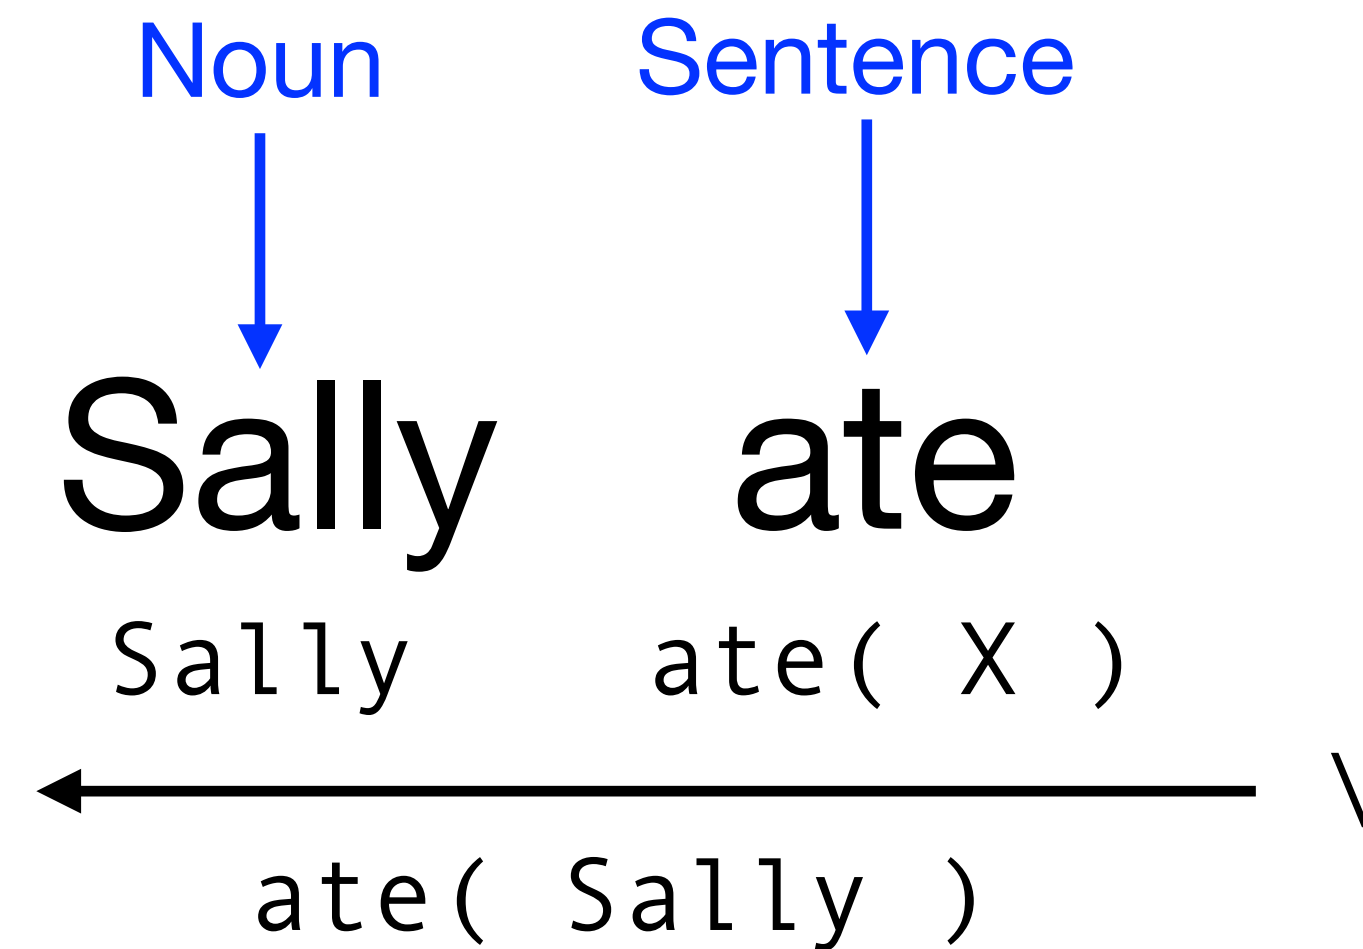 Noun Sentence
Sally ate
Sally ate( X )
\
ate( Sally )